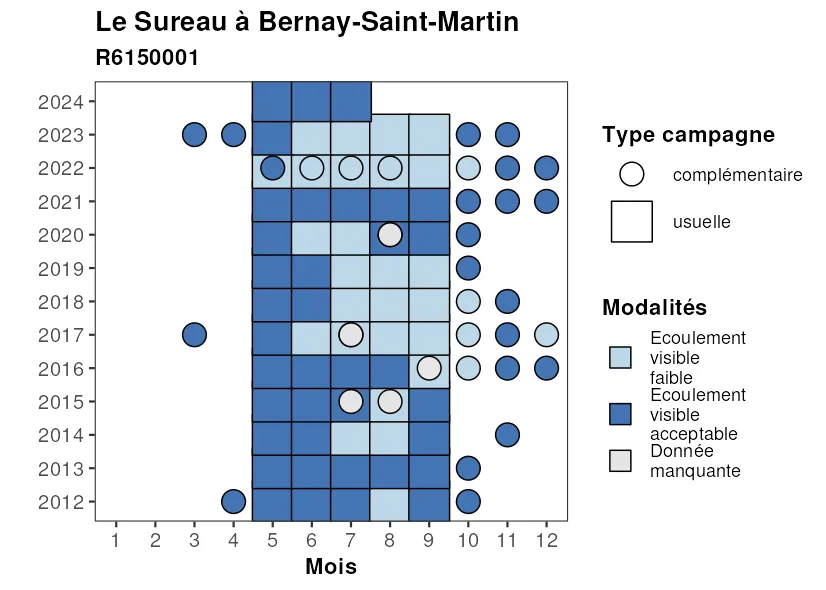 Le Sureau à Bernay-Saint-Martin
R6150001
2024
2023
2022
2021
2020
2019
2018
2017
2016
2015
2014
2013
2012
1 2 3 4 5 6 7 8 9 10 11 12
Mois
Type campagne
complémentaire
usuelle
Modalités
Ecoulement
visible
faible
Ecoulement
visible
acceptable
Donnée
manquante